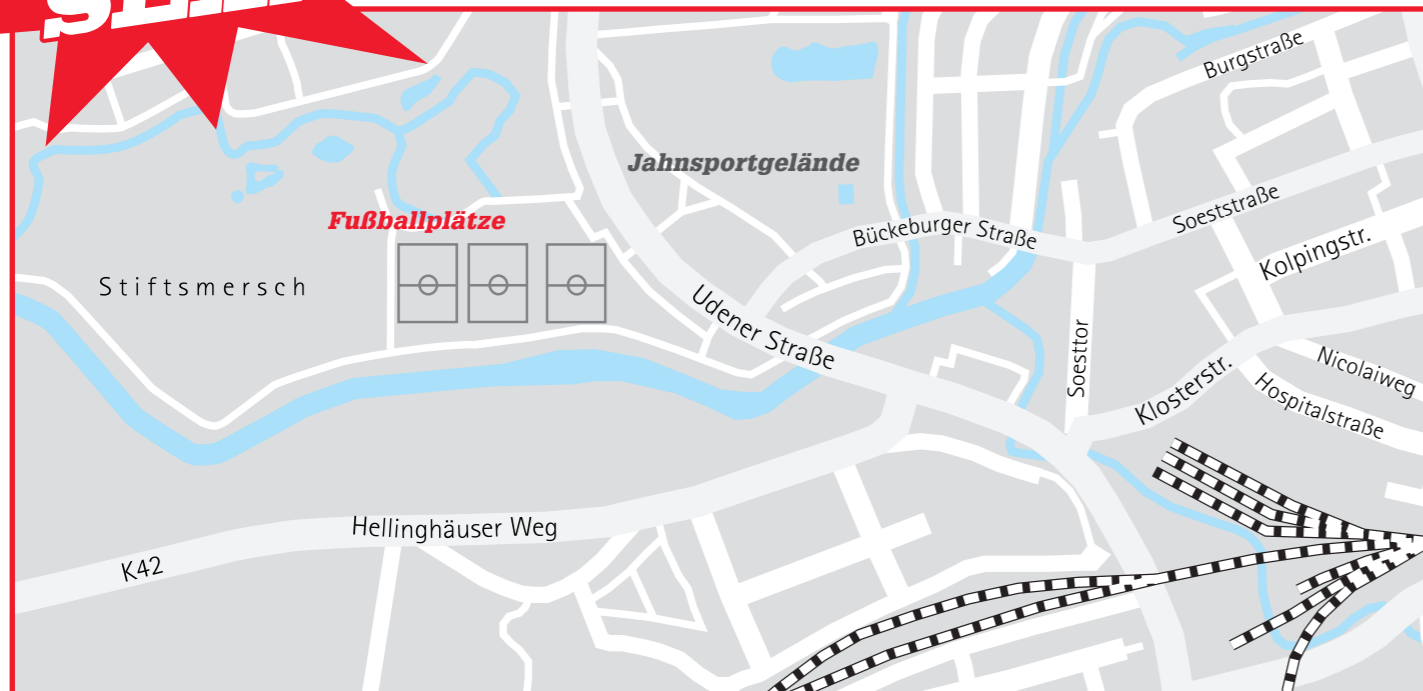 Burgstraße
Jahnsportgelände
Fußballplätze
Soeststraße
Bückeburger Straße
Kolpingstr.
Stiftsmersch
Udener Straße
Soesttor
Klosterstr.
Nicolaiweg
Hospitalstraße
Hellinghäuser Weg
K42